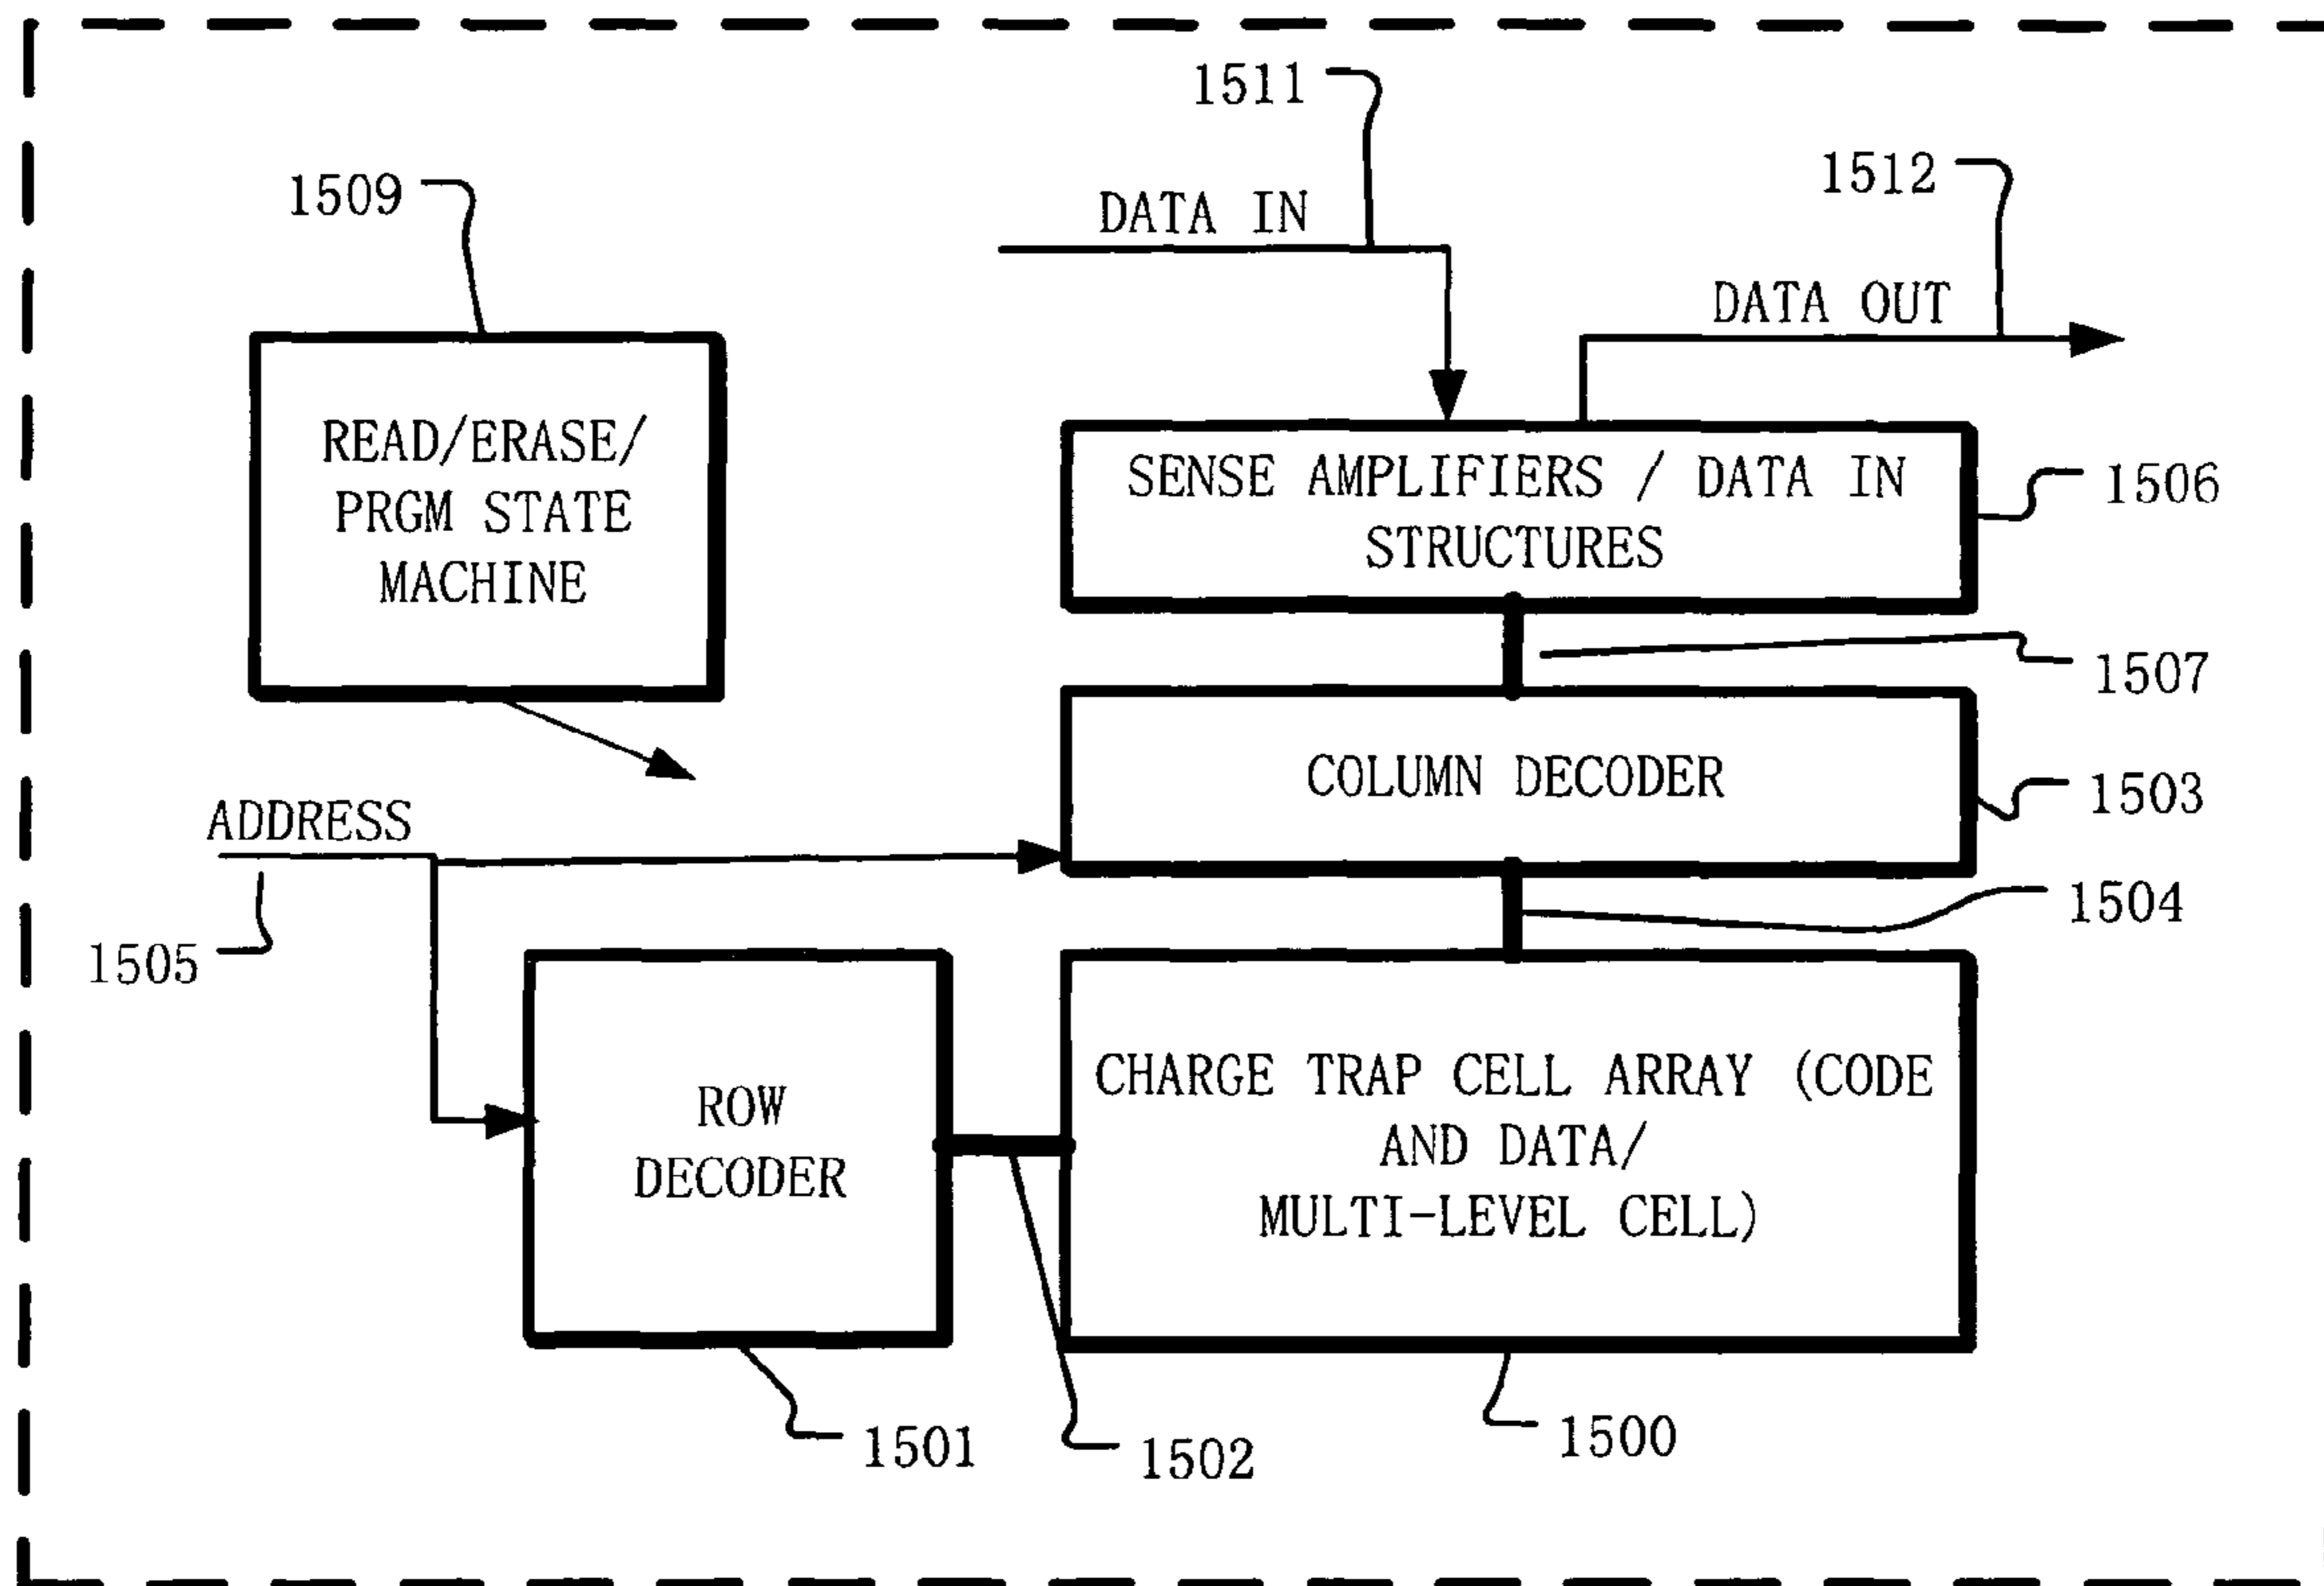 1511
1512
1509
DATA IN
DATA OUT
READ/ERASE/
PRGM STATE
MACHINE
SENSE AMPLIFIERS / DATA IN
STRUCTURES
1506
1507
COLUMN DECODER
1503
ADDRESS
1504
1505
ROW
DECODER
CHARGE TRAP CELL ARRAY (CODE
AND DATA/
MULTI-LEVEL CELL)
1501
1502
1500